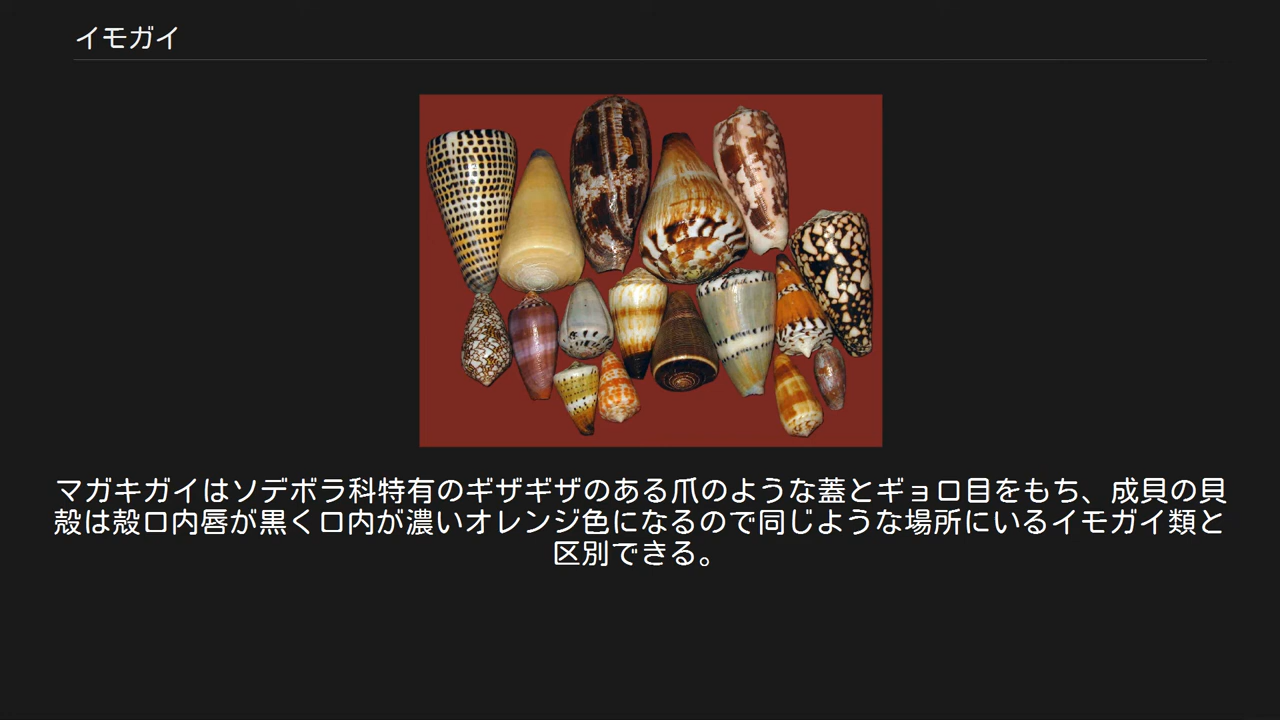 イモガイ
マガキガイはソデボラ科特有のギザギザのある爪のような蓋とギョロ目をもち、成貝の貝
殻は殻口内唇が黒く口内が濃いオレンジ色になるので同じような場所にいるイモガイ類と
区別できる。